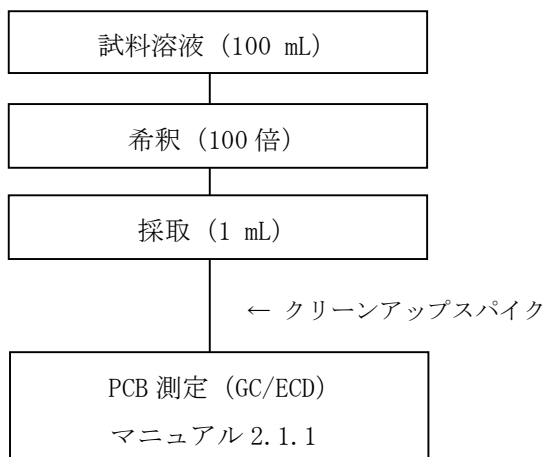 試料溶液（100 mL）
希釈（100 倍）
採取（1 mL）
← クリーンアップスパイク
PCB 測定（GC/ECD）
マニュアル 2.1.1